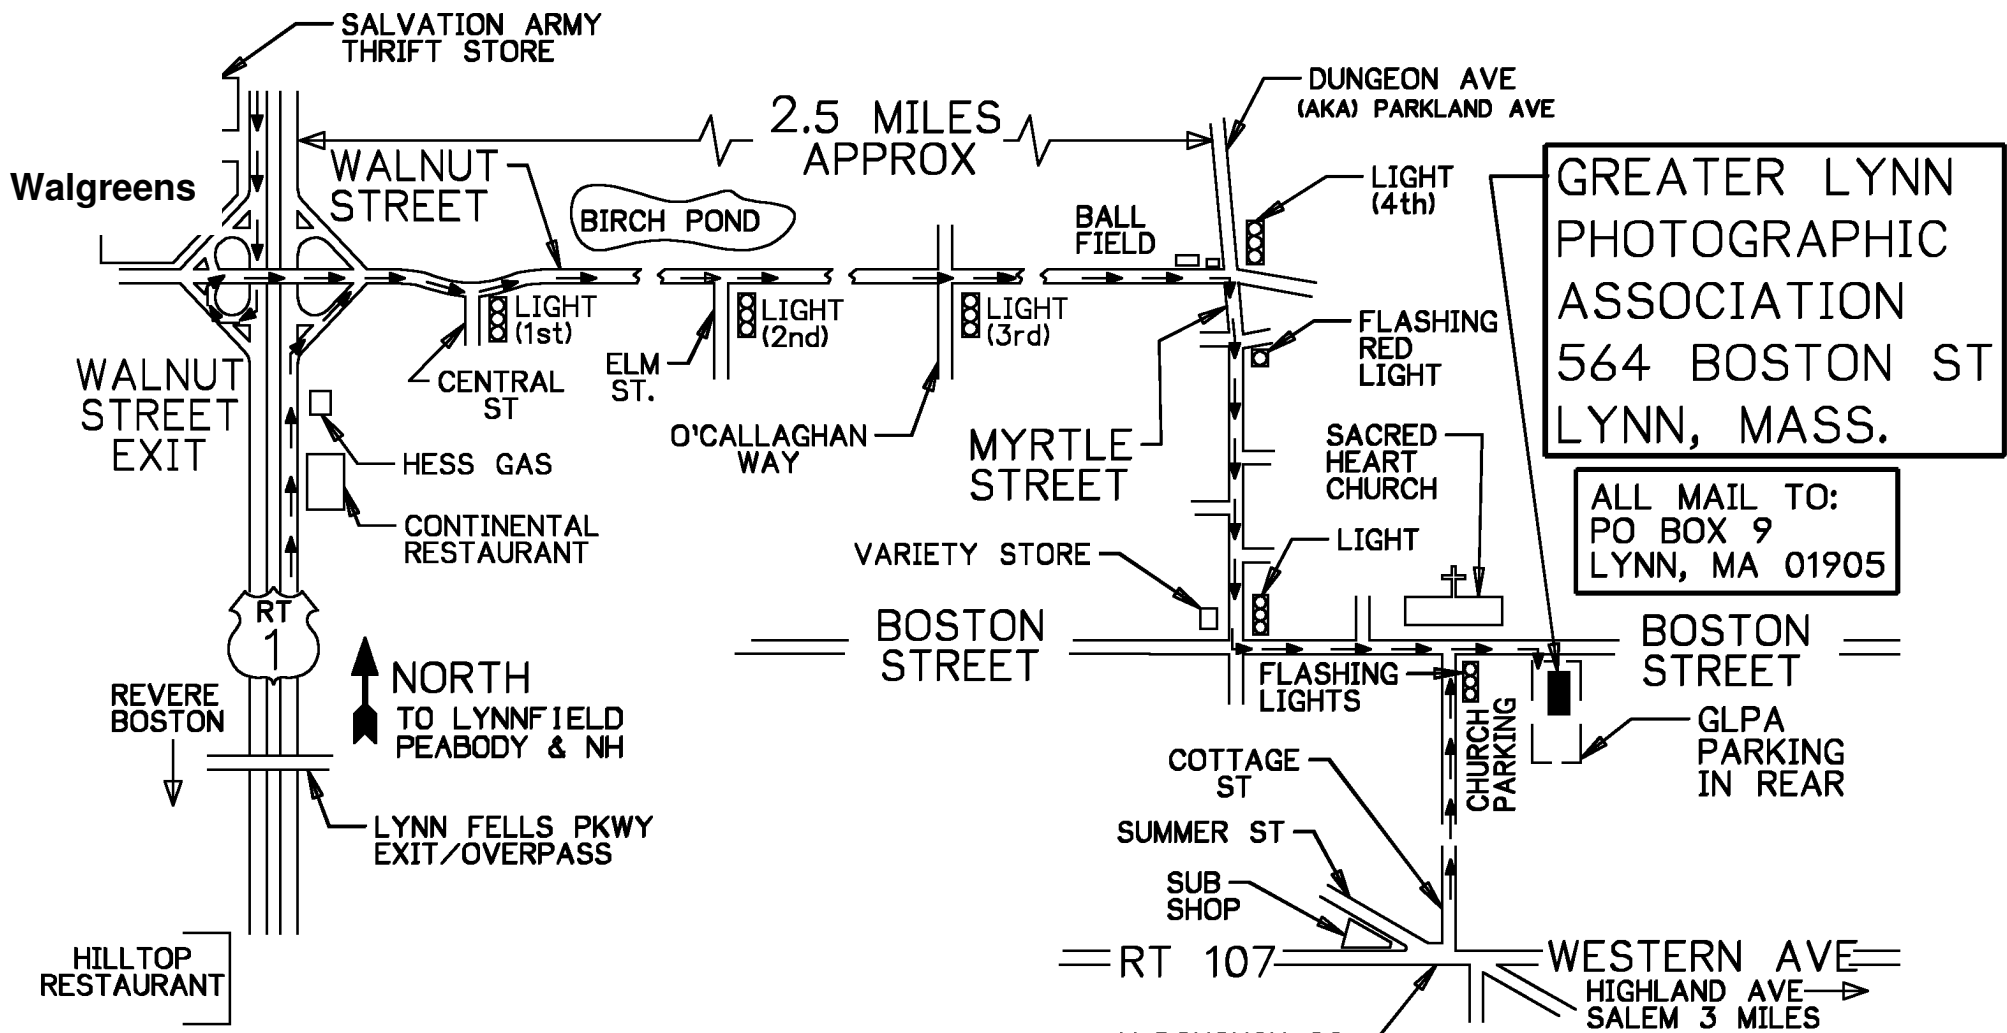 SALVATION ARMY
THRIFT STORE
DUNGEON AVE
(AKA) PARKLAND AVE
2.5 MILES
APPROX
WALNUT
STREET
Walgreens
BIRCH POND
BALL
FIELD
LIGHT
(4th)
GREATER LYNN
PHOTOGRAPHIC
ASSOCIATION
564 BOSTON ST
LYNN, MASS.
LIGHT
(1st)
LIGHT
(2nd)
LIGHT
(3rd)
FLASHING
RED
LIGHT
WALNUT
STREET
EXIT
CENTRAL
ST
ELM
ST.
O'CALLAGHAN
WAY
MYRTLE
STREET
SACRED
HEART
CHURCH
HESS GAS
CONTINENTAL
RESTAURANT
ALL MAIL TO:
PO BOX 9
LYNN, MA 01905
VARIETY STORE
LIGHT
RT
1
BOSTON
STREET
BOSTON
STREET
NORTH
TO LYNNFIELD
PEABODY & NH
REVERE
BOSTON
FLASHING
LIGHTS
CHURCH
PARKING
GLPA
PARKING
IN REAR
COTTAGE
ST
LYNN FELLS PKWY
EXIT/OVERPASS
SUMMER ST
SUB
SHOP
HILLTOP
RESTAURANT
RT 107
WESTERN AVE
HIGHLAND AVE
SALEM 3 MILES